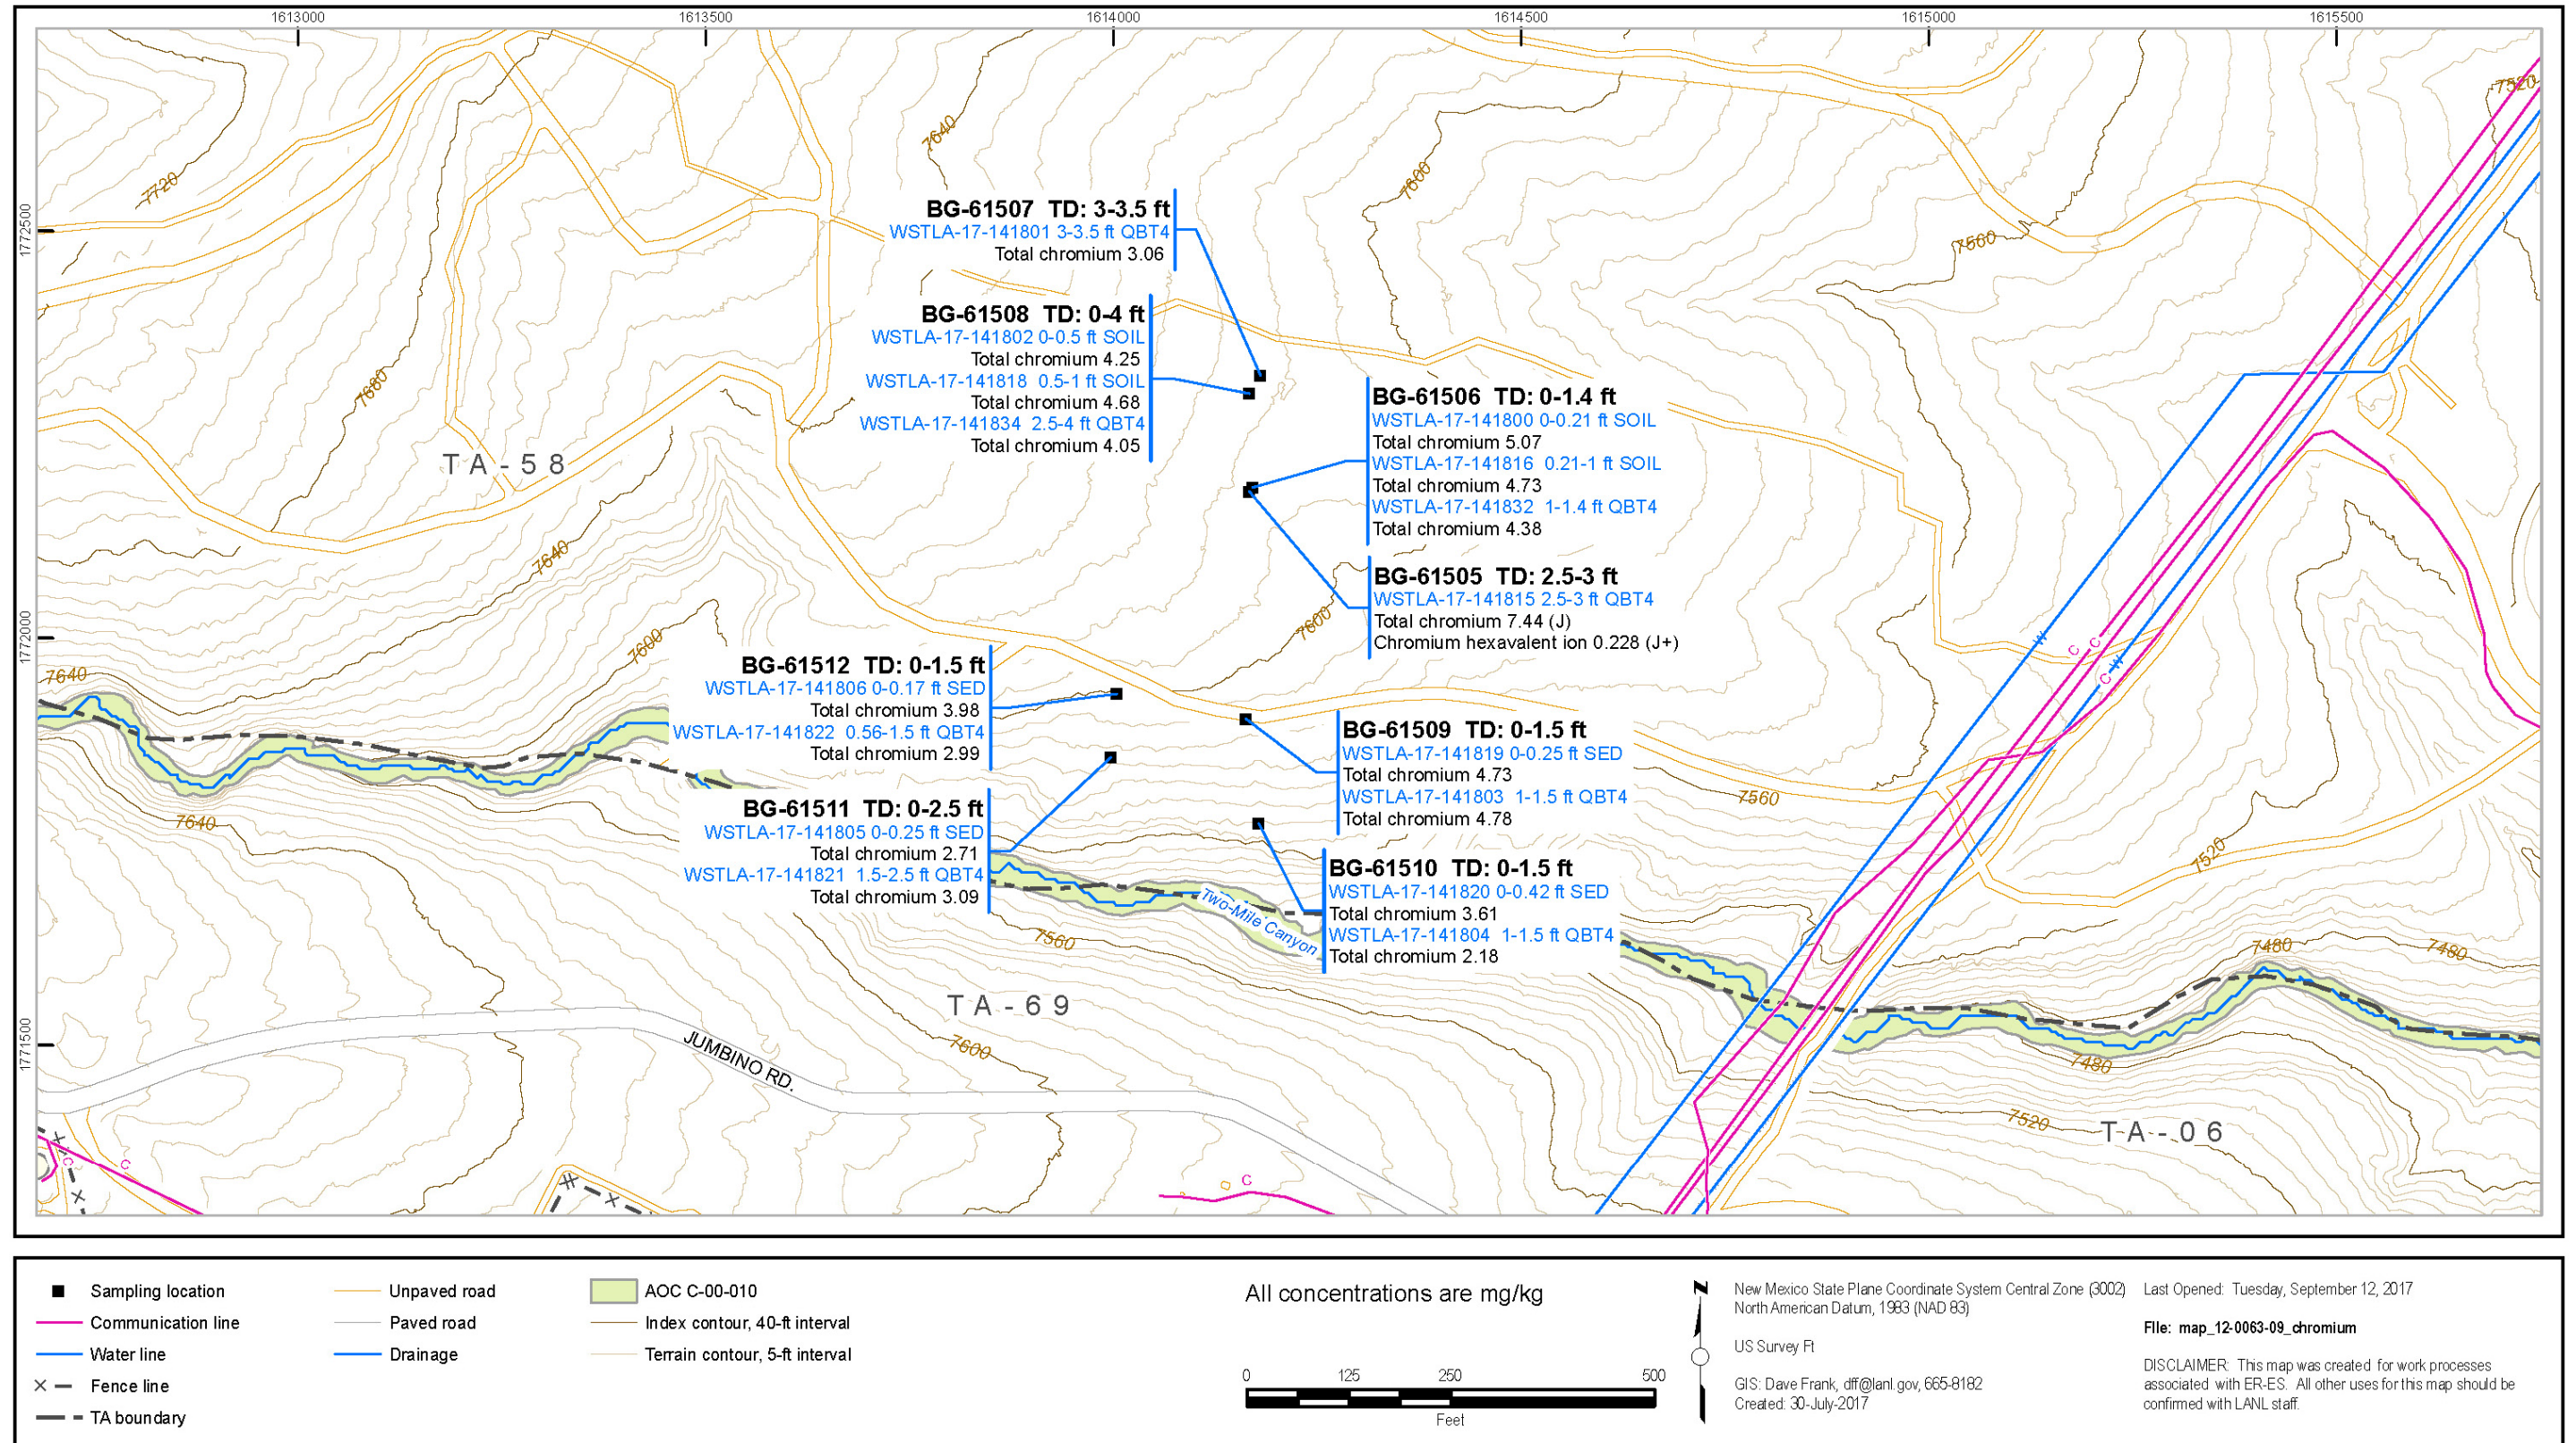 1613000
1613500
1614000
1614500
1615000
1615500
1772500
1772000
1771500
7520
7640
7720
7600
7560
7680
BG-61507 TD: 3-3.5 ft
WSTLA-17-141801 3-3.5 ft QBT4
Total chromium 3.06
BG-61508 TD: 0-4 ft
WSTLA-17-141802 0-0.5 ft SOIL
Total chromium 4.25
WSTLA-17-141818 0.5-1 ft SOIL
Total chromium 4.68
WSTLA-17-141834 2.5-4 ft QBT4
Total chromium 4.05
BG-61506 TD: 0-1.4 ft
WSTLA-17-141800 0-0.21 ft SOIL
Total chromium 5.07
WSTLA-17-141816 0.21-1 ft SOIL
Total chromium 4.73
WSTLA-17-141832 1-1.4 ft QBT4
Total chromium 4.38
TA-58
7640
BG-61505 TD: 2.5-3 ft
WSTLA-17-141815 2.5-3 ft QBT4
Total chromium 7.44 (J)
Chromium hexavalent ion 0.228 (J+)
7600
7600
7640
W
C
C
W
C
BG-61512 TD: 0-1.5 ft
WSTLA-17-141806 0-0.17 ft SED
Total chromium 3.98
WSTLA-17-141822 0.56-1.5 ft QBT4
Total chromium 2.99
BG-61509 TD: 0-1.5 ft
WSTLA-17-141819 0-0.25 ft SED
Total chromium 4.73
WSTLA-17-141803 1-1.5 ft QBT4
Total chromium 4.78
7560
7640
BG-61511 TD: 0-2.5 ft
WSTLA-17-141805 0-0.25 ft SED
Total chromium 2.71
WSTLA-17-141821 1.5-2.5 ft QBT4
Total chromium 3.09
7520
BG-61510 TD: 0-1.5 ft
WSTLA-17-141820 0-0.42 ft SED
Total chromium 3.61
WSTLA-17-141804 1-1.5 ft QBT4
Total chromium 2.18
Two-Mile Canyon
7560
7480
7480
TA-69
7600
JUMBINO RD.
7480
7520
TA-06
C
C
C
Sampling location
Communication line
Water line
Fence line
TA boundary
Unpaved road
Paved road
Drainage
AOC C-00-010
Index contour, 40-ft interval
Terrain contour, 5-ft interval
All concentrations are mg/kg
0 125 250 500
Feet
N
New Mexico State Plane Coordinate System Central Zone (3002)
North American Datum, 1983 (NAD 83)
US Survey Ft
GIS: Dave Frank, dff@lanl.gov, 665-8182
Created: 30-July-2017
Last Opened: Tuesday, September 12, 2017
File: map_12-0063-09_chromium
DISCLAIMER: This map was created for work processes
associated with ER-ES. All other uses for this map should be
confirmed with LANL staff.